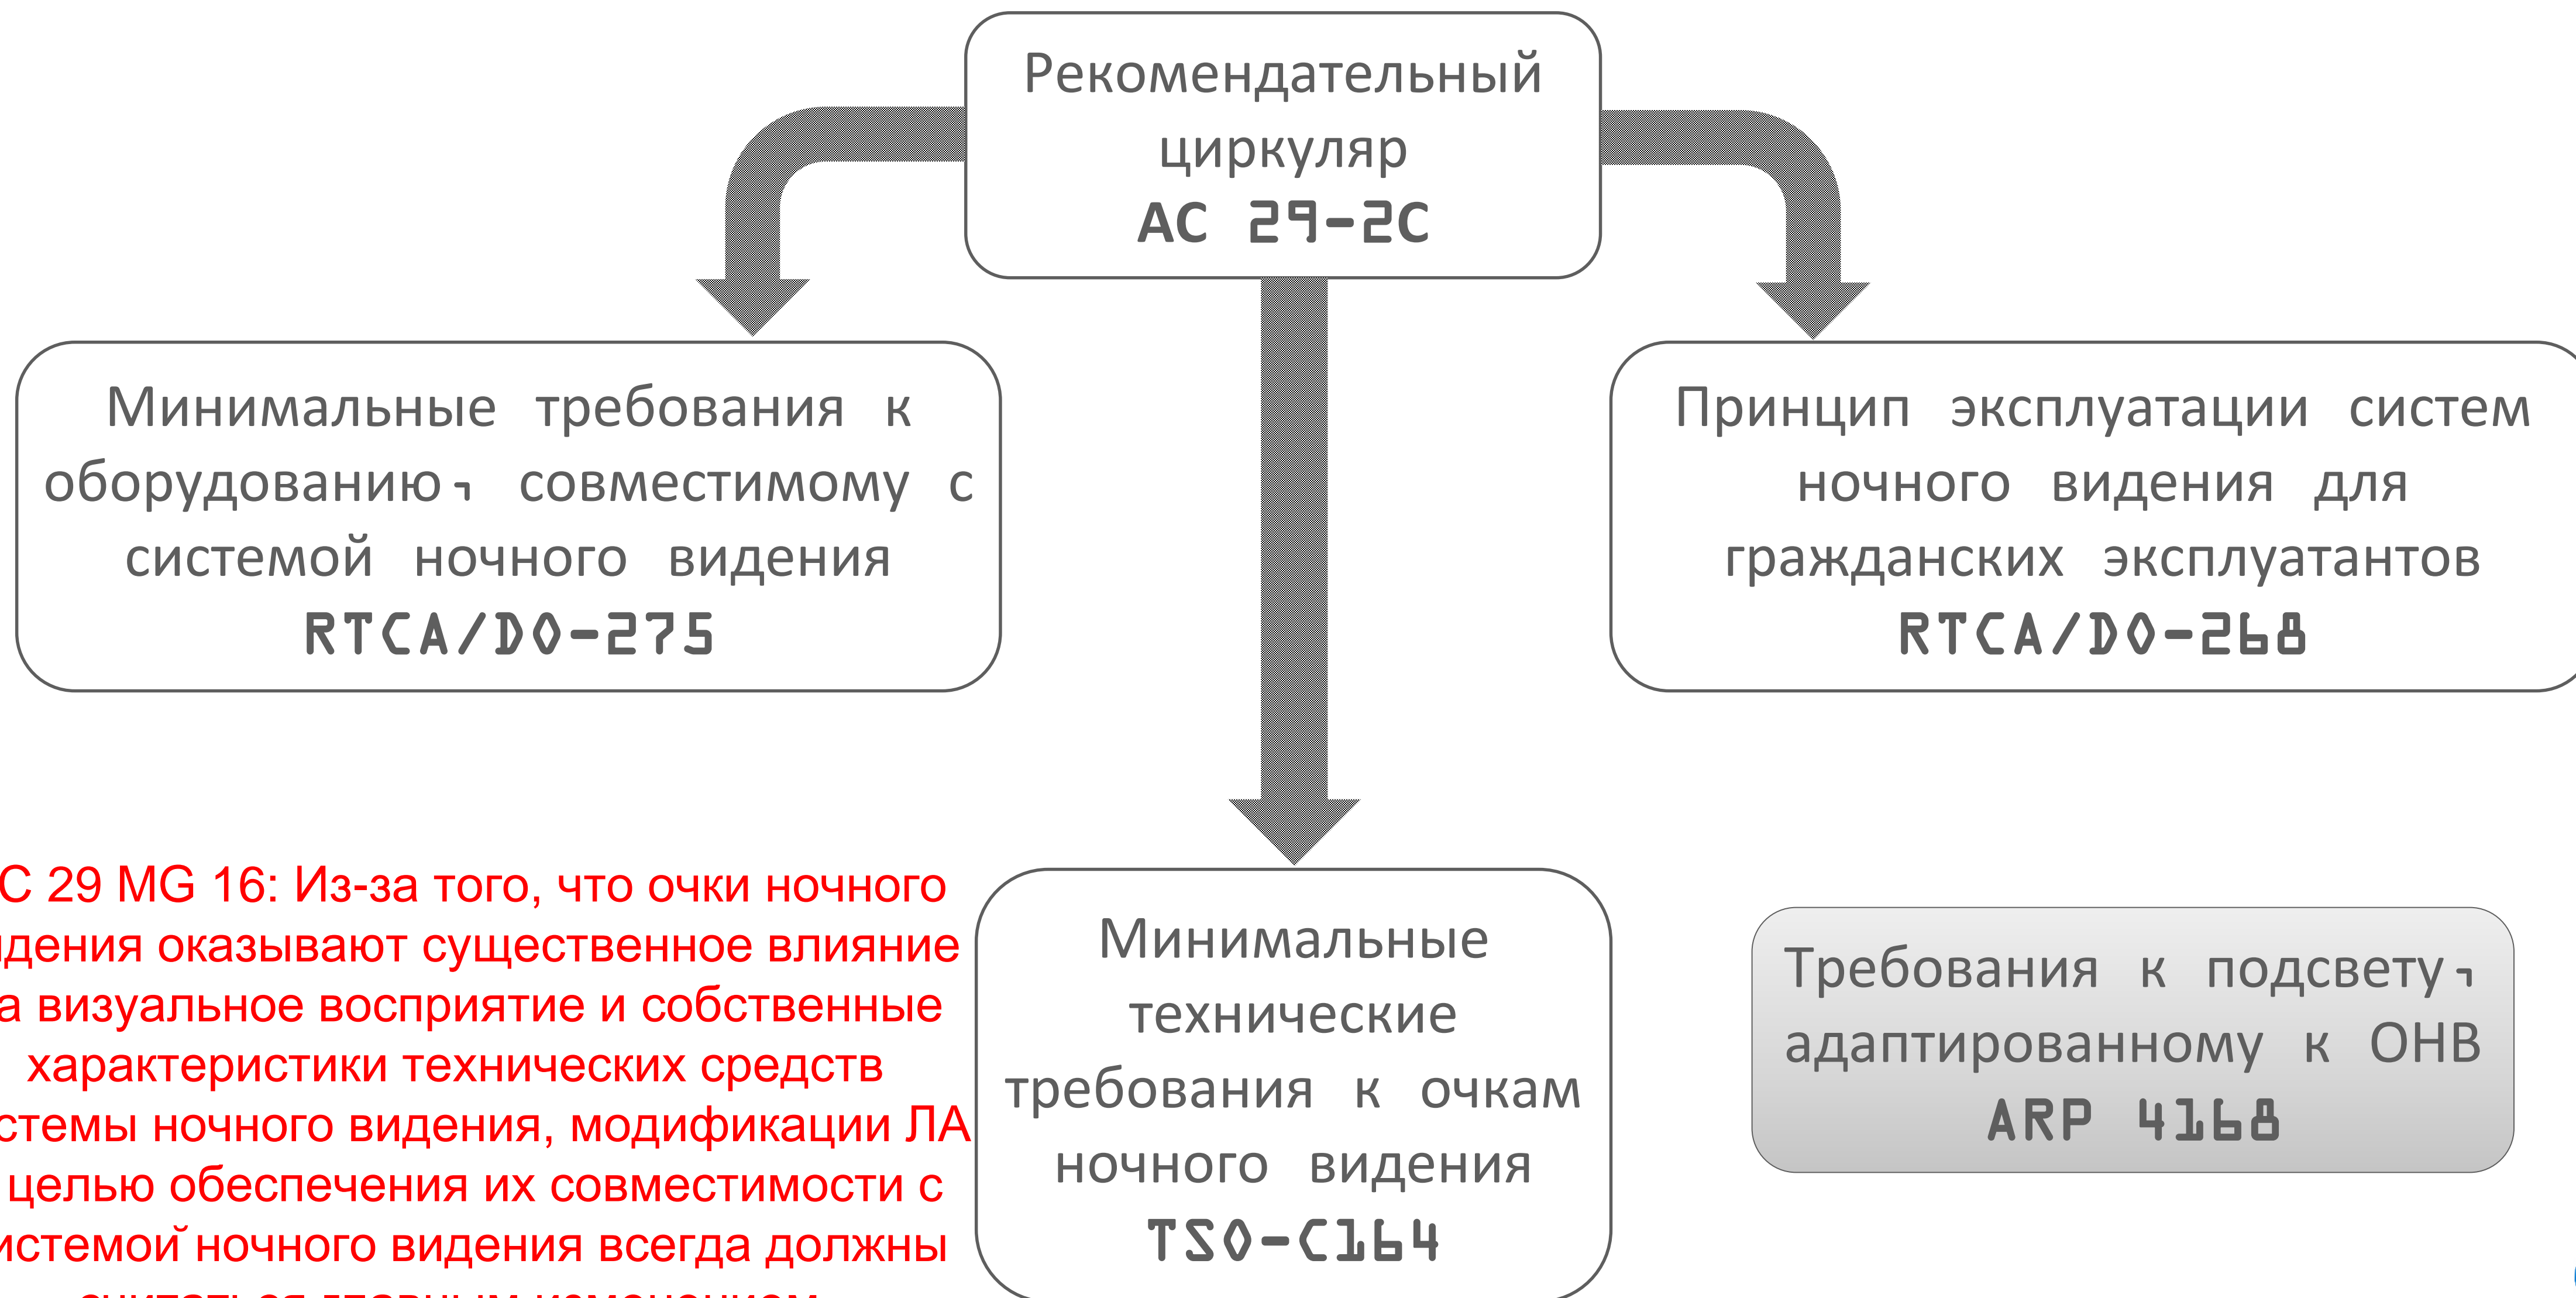 Рекомендательный
циркуляр
AC 29-2C
Минимальные требования к
оборудованию, совместимому с
системой ночного видения
RTCA/DO-275
Принцип эксплуатации систем
ночного видения для
гражданских эксплуатантов
RTCA/DO-268
C 29 MG 16: Из-за того, что очки ночного
дения оказывают существенное влияние
а визуальное восприятие и собственные
характеристики технических средств
стемы ночного видения, модификации ЛА
целью обеспечения их совместимости с
истемой ночного видения всегда должны
считаться главным изменением
Минимальные
технические
требования к очкам
ночного видения
TSO-C164
Требования к подсвету,
адаптированному к ОНВ
ARP 4168